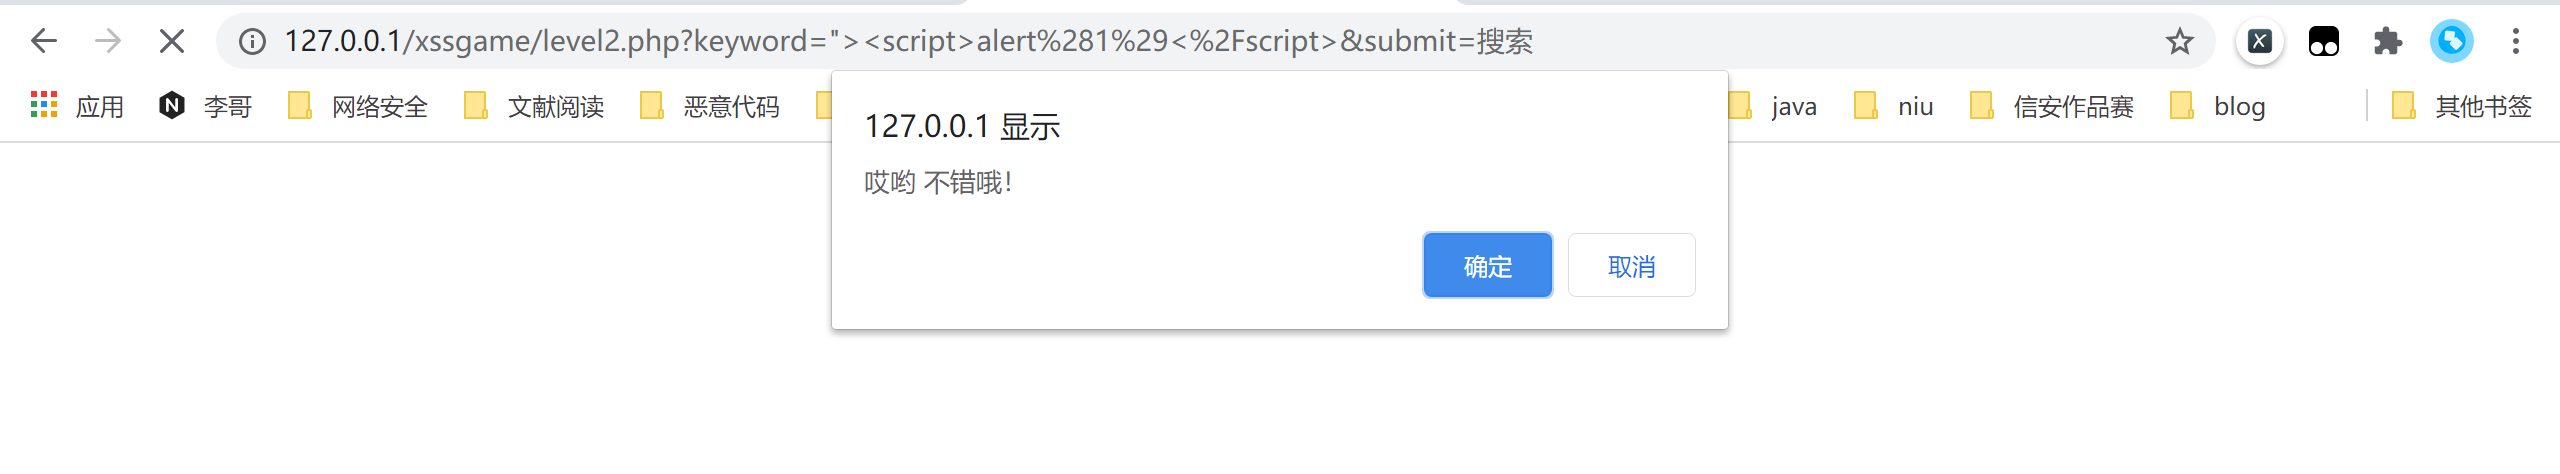 127.0.0.1/xssgame/level2.php?keyword="><script>alert%281%29<%2Fscript>&submit=搜索
应用 李哥 网络安全 文献阅读 恶意代码 java niu 信安作品赛 blog 其他书签
127.0.0.1 显示
哎哟 不错哦！
确定 取消